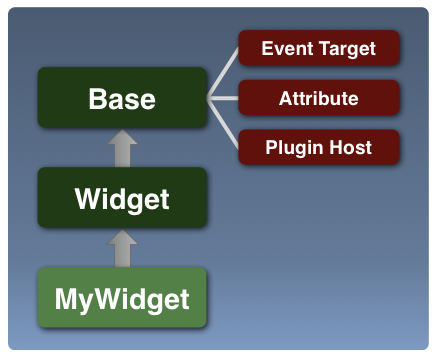 Event Target
Base
Attribute
Plugin Host
Widget
MyWidget